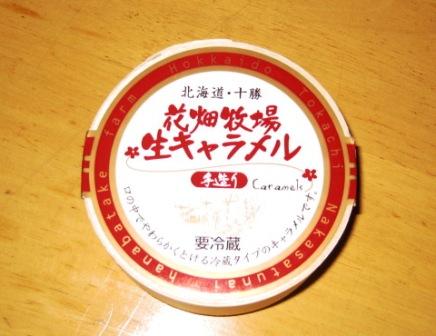 Hokkaido Tokachi Nakasatunai hanabatake farm
北海道・十勝
花畑牧場
生キャラメル
手造り
Caramels
要冷蔵
口の中でやわらかくとける冷蔵タイプのキャラメルです。